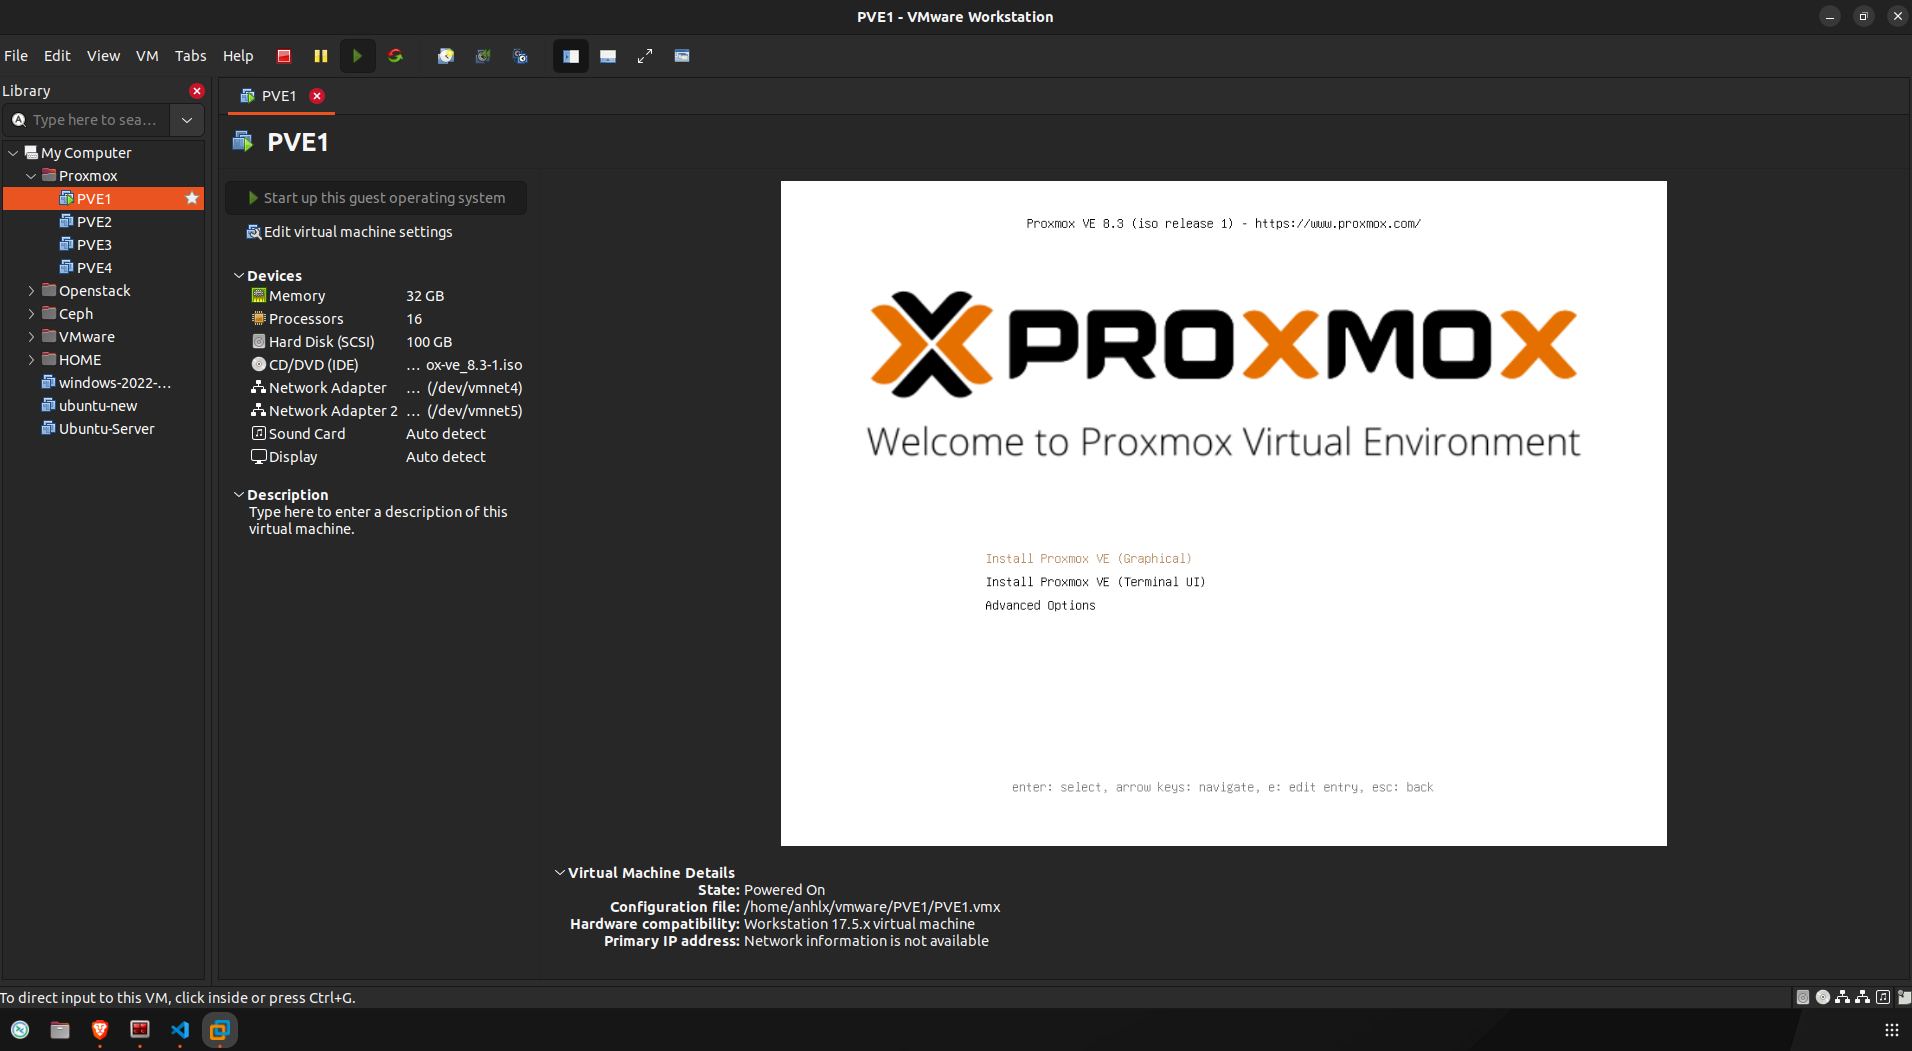 PVE1 - VMware Workstation
File Edit View VM Tabs Help
Library
Type here to sea...
My Computer
Proxmox
PVE1
PVE2
PVE3
PVE4
Openstack
Ceph
VMware
HOME
windows-2022-...
ubuntu-new
Ubuntu-Server
PVE1
PVE1
Start up this guest operating system
Edit virtual machine settings
Devices
Memory 32 GB
Processors 16
Hard Disk (SCSI) 100 GB
CD/DVD (IDE) ... ox-ve_8.3-1.iso
Network Adapter ... (/dev/vmnet4)
Network Adapter 2 ... (/dev/vmnet5)
Sound Card Auto detect
Display Auto detect
Description
Type here to enter a description of this
virtual machine.
Proxmox VE 8.3 (iso release 1) - https://www.proxmox.com/
PROXMOX
Welcome to Proxmox Virtual Environment
Install Proxmox VE (Graphical)
Install Proxmox VE (Terminal UI)
Advanced Options
enter: select, arrow keys: navigate, e: edit entry, esc: back
Virtual Machine Details
State: Powered On
Configuration file: /home/anhlx/vmware/PVE1/PVE1.vmx
Hardware compatibility: Workstation 17.5.x virtual machine
Primary IP address: Network information is not available
To direct input to this VM, click inside or press Ctrl+G.